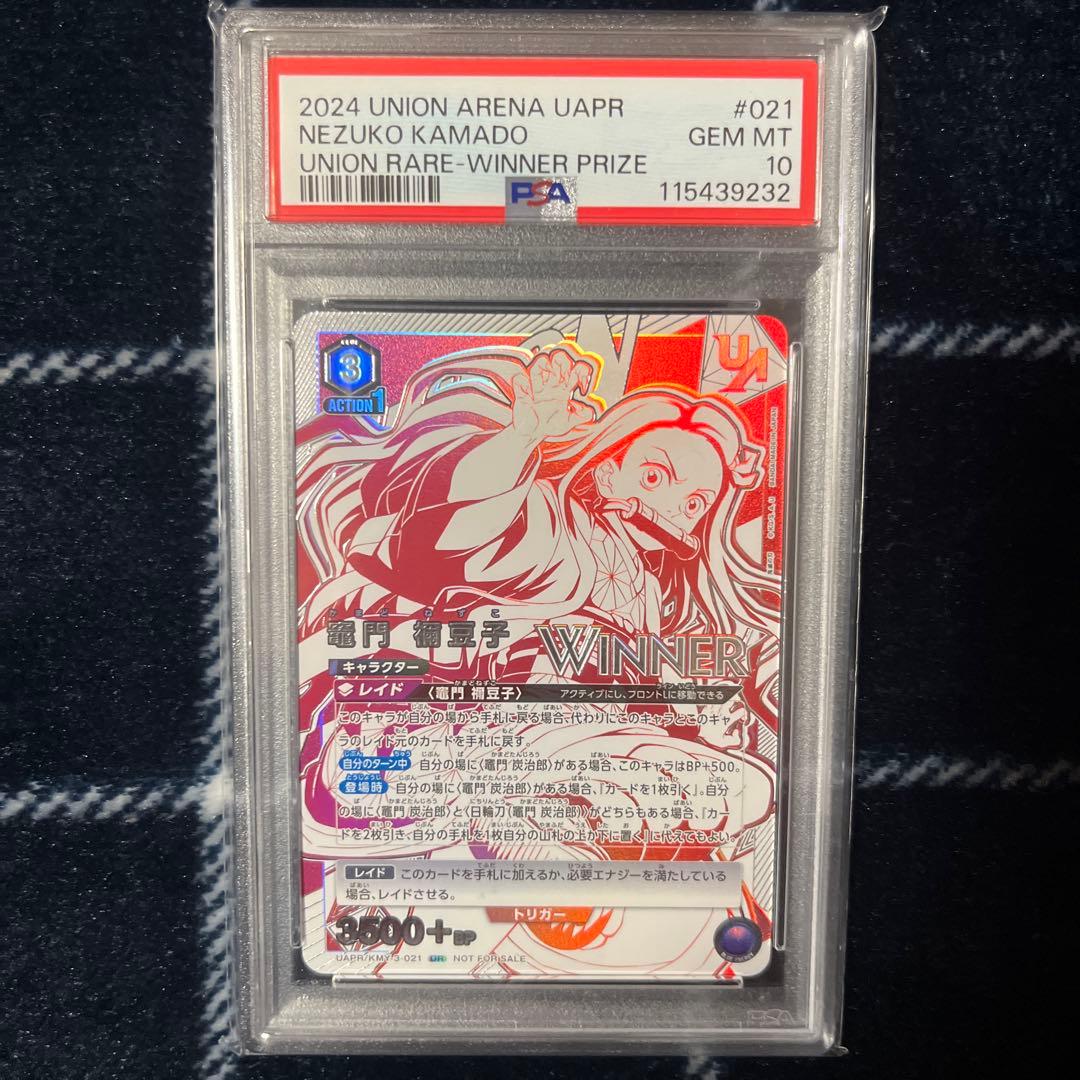 2024 UNION ARENA UAPR #021
NEZUKO KAMADO GEM MT
UNION RARE-WINNER PRIZE 10
PSA 115439232
3
ACTION1
UA
BANDAI MADE IN JAPAN
かまど ねずこ
竈門 禰豆子
WINNER
キャラクター
レイド 〈竈門 禰豆子〉 アクティブにし、フロントLに移動できる
このキャラが自分の場から手札に戻る場合、代わりにこのキャラとこのキャ
ラのレイド元のカードを手札に戻す。
自分のターン中 自分の場に〈竈門 炭治郎〉がある場合、このキャラはBP+500。
登場時 自分の場に〈竈門 炭治郎〉がある場合、『カードを1枚引く』。自分
の場に〈竈門 炭治郎〉と〈日輪刀(竈門 炭治郎)〉がどちらもある場合、『カー
ドを2枚引き、自分の手札を1枚自分の山札の上か下に置く』に代えてもよい。
レイド このカードを手札に加えるか、必要エナジーを満たしている
場合、レイドさせる。
トリガー
3500+BP
UAPR/KMY-3-021 UR NOT FOR SALE
PSA